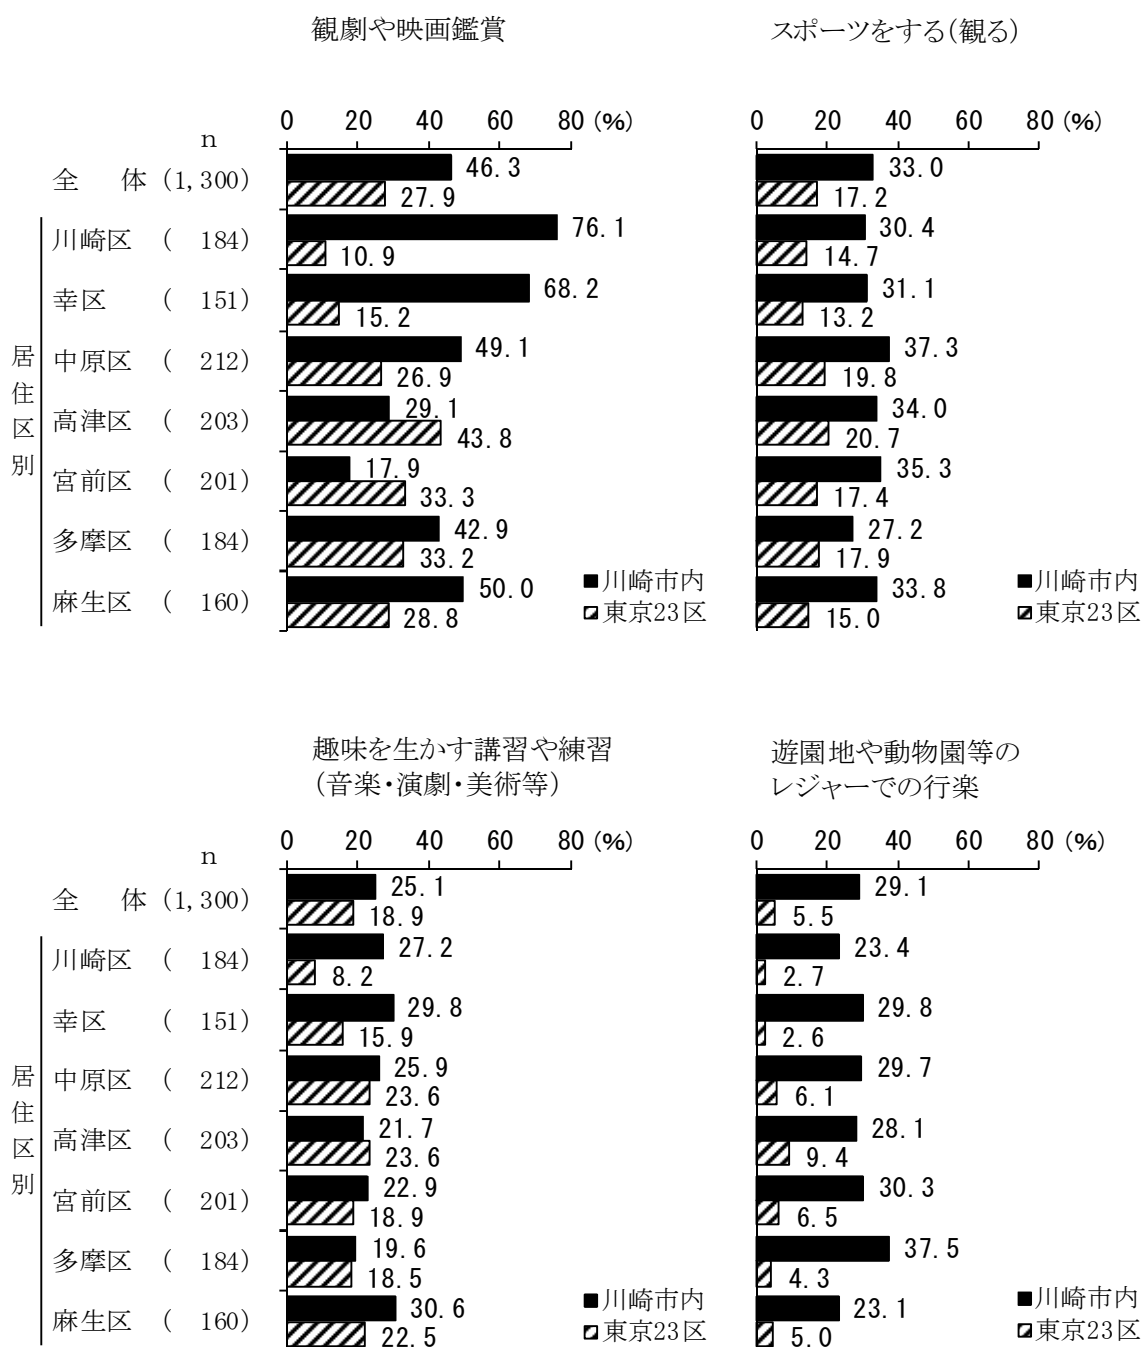 観劇や映画鑑賞
0 20 40 60 80 (%)
n
全 体 (1,300) 46.3
27.9
居住区別
川崎区 ( 184) 76.1
10.9
幸区 ( 151) 68.2
15.2
中原区 ( 212) 49.1
26.9
高津区 ( 203) 29.1
43.8
宮前区 ( 201) 17.9
33.3
多摩区 ( 184) 42.9
33.2
麻生区 ( 160) 50.0
28.8
■川崎市内
東京23区
スポーツをする(観る)
0 20 40 60 80 (%)
33.0
17.2
30.4
14.7
31.1
13.2
37.3
19.8
34.0
20.7
35.3
17.4
27.2
17.9
33.8
15.0
■川崎市内
東京23区
趣味を生かす講習や練習
(音楽・演劇・美術等)
0 20 40 60 80 (%)
n
全 体 (1,300) 25.1
18.9
居住区別
川崎区 ( 184) 27.2
8.2
幸区 ( 151) 29.8
15.9
中原区 ( 212) 25.9
23.6
高津区 ( 203) 21.7
23.6
宮前区 ( 201) 22.9
18.9
多摩区 ( 184) 19.6
18.5
麻生区 ( 160) 30.6
22.5
■川崎市内
東京23区
遊園地や動物園等の
レジャーでの行楽
0 20 40 60 80 (%)
29.1
5.5
23.4
2.7
29.8
2.6
29.7
6.1
28.1
9.4
30.3
6.5
37.5
4.3
23.1
5.0
■川崎市内
東京23区